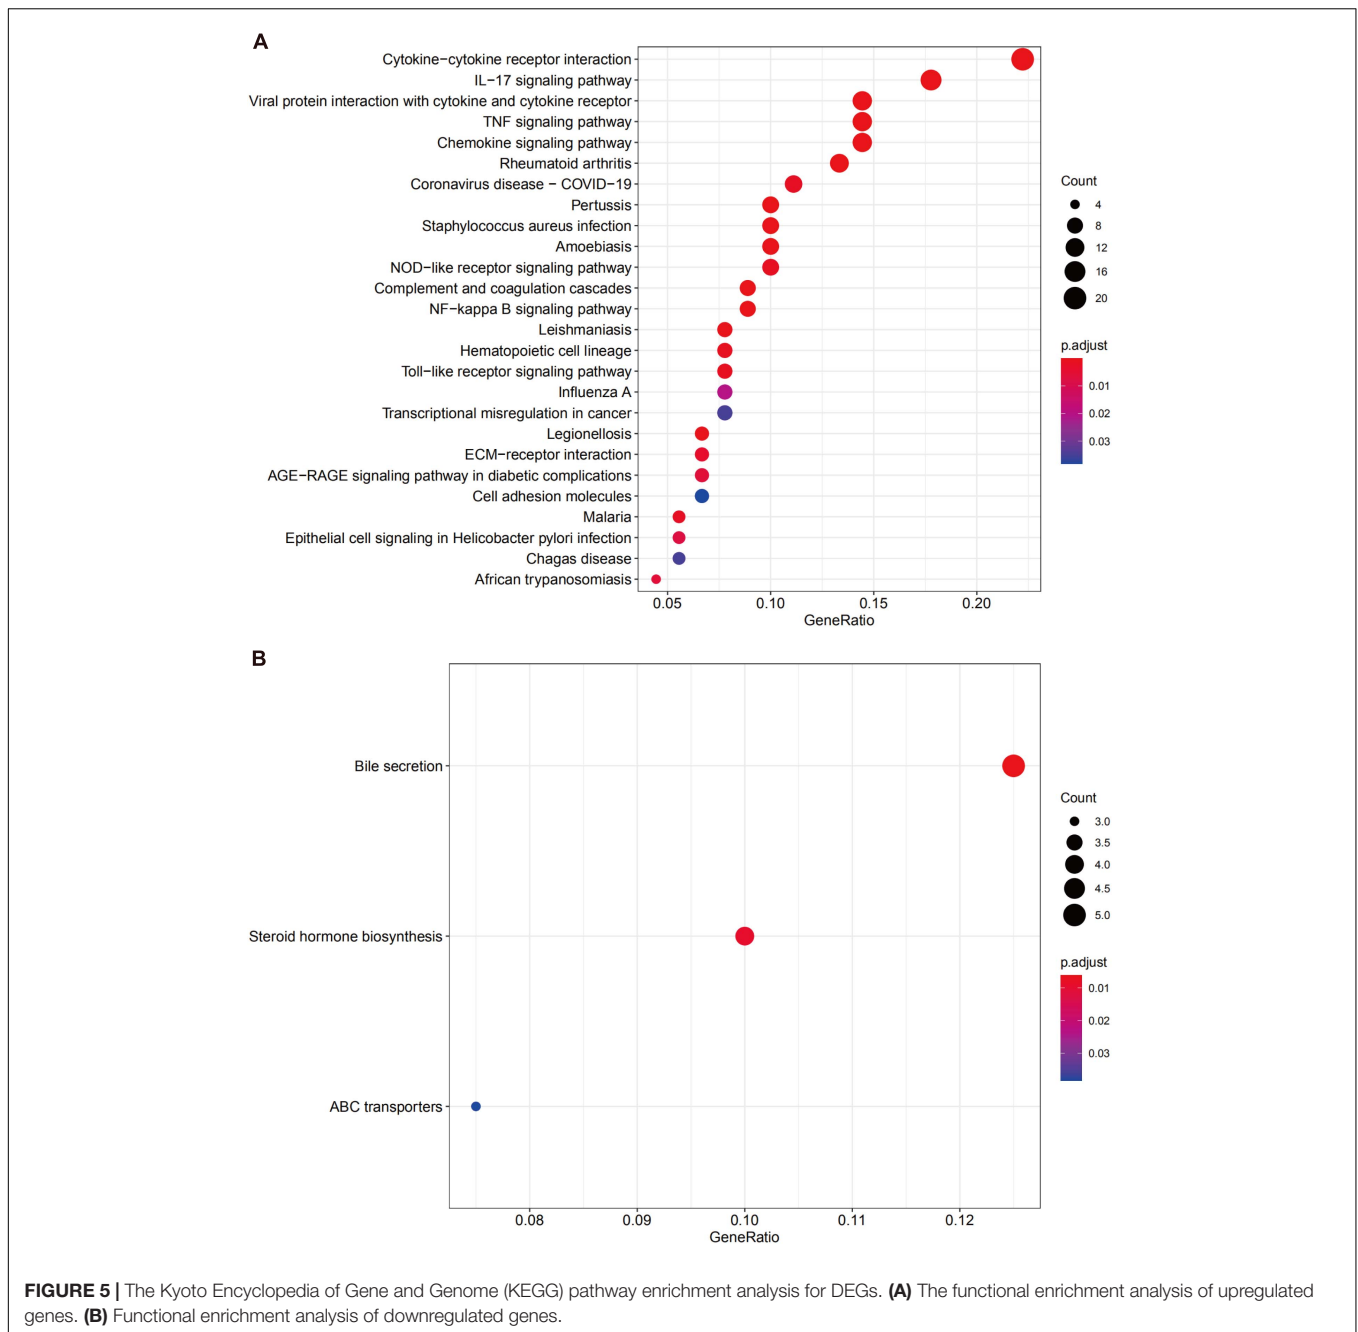 A
Cytokine−cytokine receptor interaction
IL−17 signaling pathway
Viral protein interaction with cytokine and cytokine receptor
TNF signaling pathway
Chemokine signaling pathway
Rheumatoid arthritis
Coronavirus disease − COVID−19
Pertussis
Staphylococcus aureus infection
Amoebiasis
NOD−like receptor signaling pathway
Complement and coagulation cascades
NF−kappa B signaling pathway
Leishmaniasis
Hematopoietic cell lineage
Toll−like receptor signaling pathway
Influenza A
Transcriptional misregulation in cancer
Legionellosis
ECM−receptor interaction
AGE−RAGE signaling pathway in diabetic complications
Cell adhesion molecules
Malaria
Epithelial cell signaling in Helicobacter pylori infection
Chagas disease
African trypanosomiasis
0.05 0.10 0.15 0.20
GeneRatio
Count
4
8
12
16
20
p.adjust
0.01
0.02
0.03
B
Bile secretion
Steroid hormone biosynthesis
ABC transporters
0.08 0.09 0.10 0.11 0.12
GeneRatio
Count
3.0
3.5
4.0
4.5
5.0
p.adjust
0.01
0.02
0.03
FIGURE 5 | The Kyoto Encyclopedia of Gene and Genome (KEGG) pathway enrichment analysis for DEGs. (A) The functional enrichment analysis of upregulated
genes. (B) Functional enrichment analysis of downregulated genes.